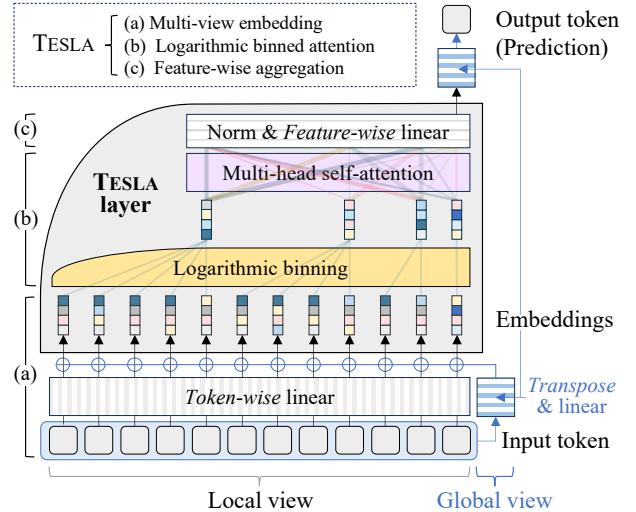 TESLA
(a) Multi-view embedding
(b) Logarithmic binned attention
(c) Feature-wise aggregation
Output token
(Prediction)
(c)
Norm & Feature-wise linear
Multi-head self-attention
TESLA
layer
(b)
Logarithmic binning
Embeddings
(a)
Token-wise linear
Transpose
& linear
Input token
Local view
Global view